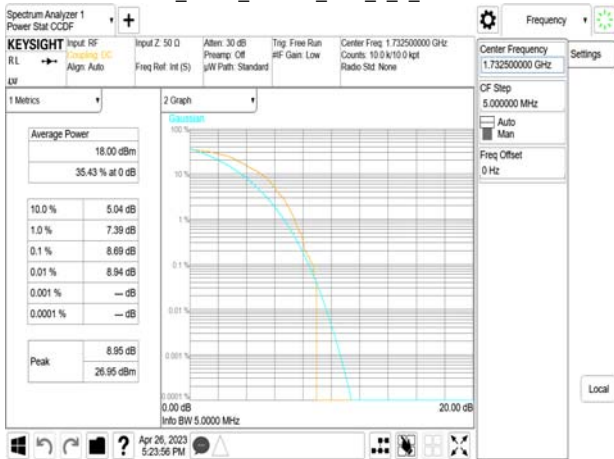 Spectrum Analyzer 1
Power Stat CCDF
Frequency
KEYSIGHT
RL
Input: RF
Coupling: DC
Align: Auto
Input Z: 50 Ω
Freq Ref: Int (S)
Atten: 30 dB
Preamp: Off
µW Path: Standard
Trig: Free Run
#IF Gain: Low
Center Freq: 1.732500000 GHz
Counts: 10.0 k/10.0 kpt
Radio Std: None
Center Frequency
1.732500000 GHz
Settings
CF Step
5.000000 MHz
Auto
Man
Freq Offset
0 Hz
Local
1 Metrics
Average Power
18.00 dBm
35.43 % at 0 dB
10.0 % 5.04 dB
1.0 % 7.39 dB
0.1 % 8.69 dB
0.01 % 8.94 dB
0.001 % --- dB
0.0001 % --- dB
Peak
8.95 dB
26.95 dBm
2 Graph
Gaussian
100 %
10 %
1 %
0.1 %
0.01 %
0.001 %
0.0001 %
0.00 dB 20.00 dB
Info BW 5.0000 MHz
?
Apr 26, 2023
5:23:56 PM